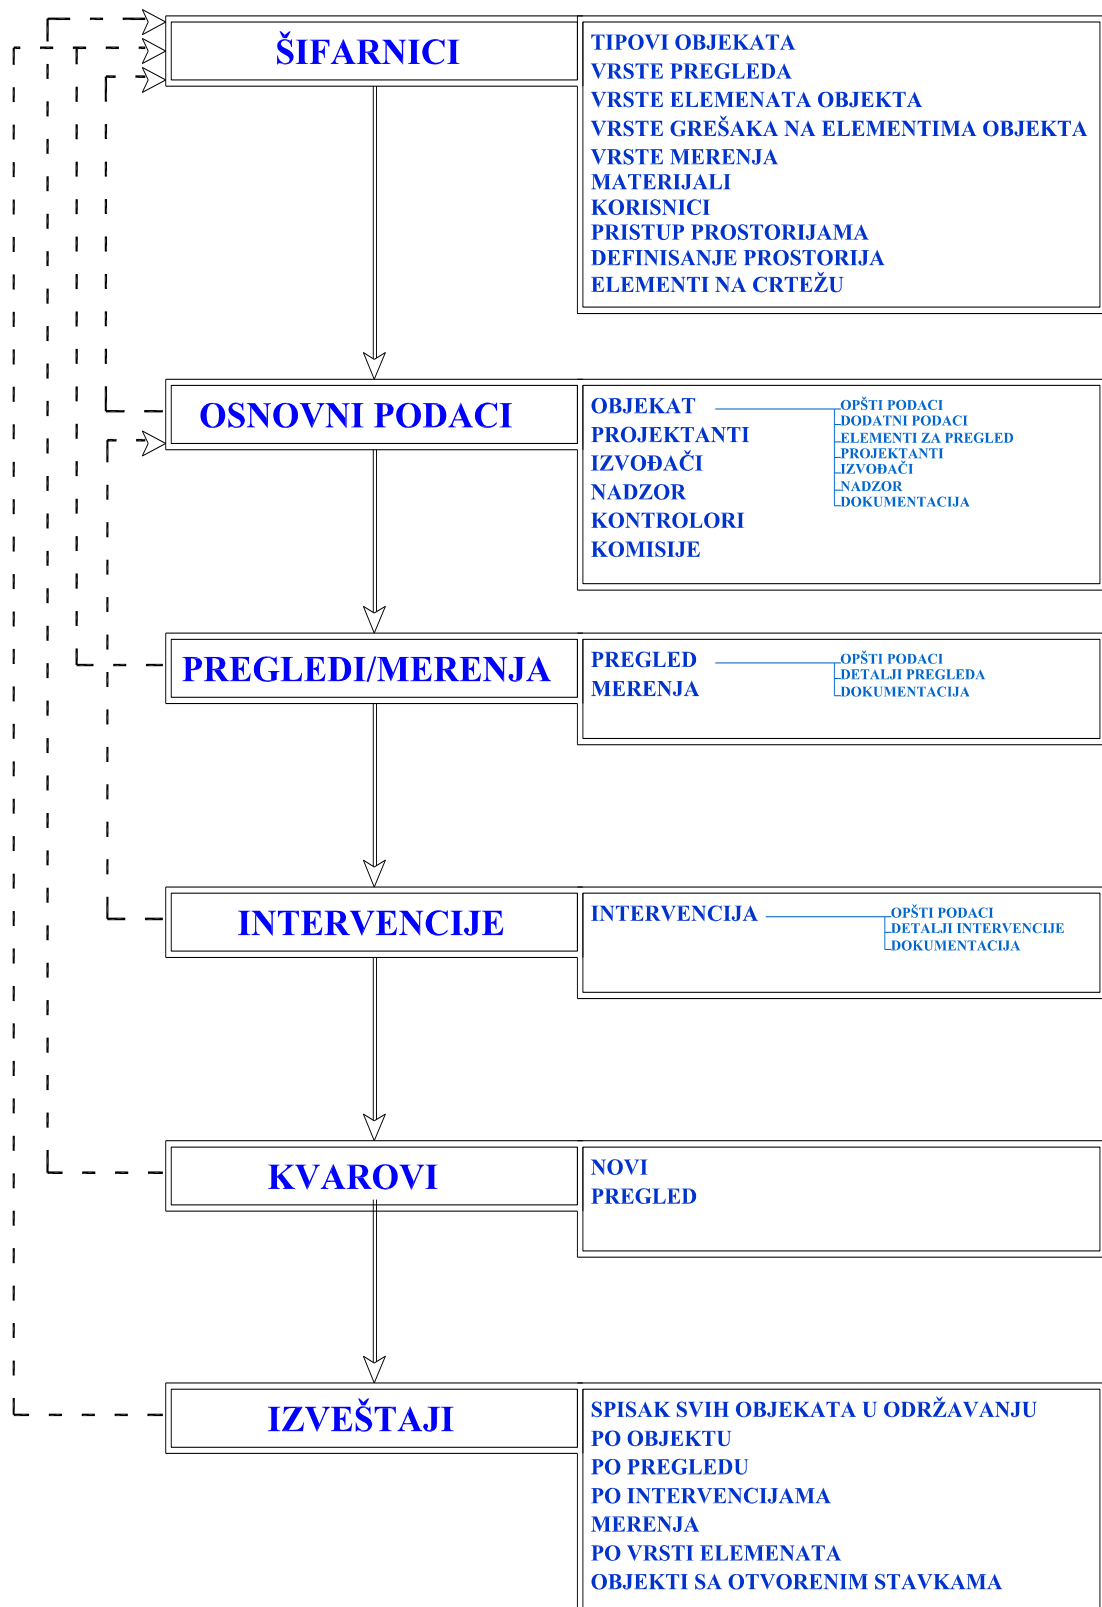 ŠIFARNICI
TIPOVI OBJEKATA
VRSTE PREGLEDA
VRSTE ELEMENATA OBJEKTA
VRSTE GREŠAKA NA ELEMENTIMA OBJEKTA
VRSTE MERENJA
MATERIJALI
KORISNICI
PRISTUP PROSTORIJAMA
DEFINISANJE PROSTORIJA
ELEMENTI NA CRTEŽU
OSNOVNI PODACI
OBJEKAT
PROJEKTANTI
IZVOĐAČI
NADZOR
KONTROLORI
KOMISIJE
OPŠTI PODACI
DODATNI PODACI
ELEMENTI ZA PREGLED
PROJEKTANTI
IZVOĐAČI
NADZOR
DOKUMENTACIJA
PREGLEDI/MERENJA
PREGLED
MERENJA
OPŠTI PODACI
DETALJI PREGLEDA
DOKUMENTACIJA
INTERVENCIJE
INTERVENCIJA
OPŠTI PODACI
DETALJI INTERVENCIJE
DOKUMENTACIJA
KVAROVI
NOVI
PREGLED
IZVEŠTAJI
SPISAK SVIH OBJEKATA U ODRŽAVANJU
PO OBJEKTU
PO PREGLEDU
PO INTERVENCIJAMA
MERENJA
PO VRSTI ELEMENATA
OBJEKTI SA OTVORENIM STAVKAMA